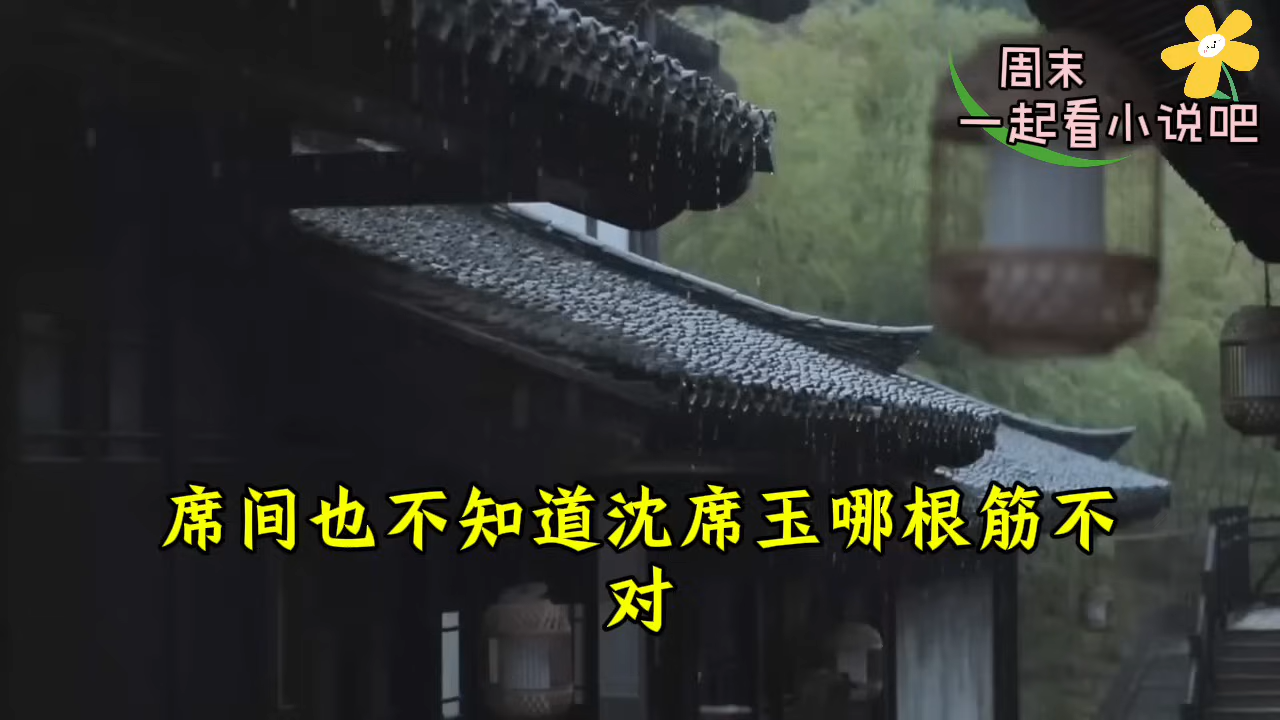 周末
一起看小说吧
席间也不知道沈席玉哪根筋不
对